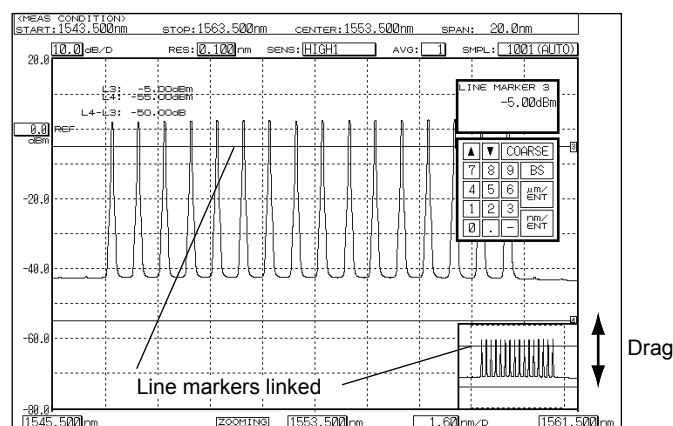 <MEAS CONDITION>
START:1543.500nm STOP:1563.500nm CENTER:1553.500nm SPAN: 20.0nm
10.0 dB/D RES:0.100nm SENS:HIGH1 AVG: 1 SMPL: 1001(AUTO)
20.0
L3: -5.00dBm
L4: -55.00dBm
L4-L3: -50.00dB
LINE MARKER 3
-5.00dBm
0.0 REF
dBm
3
▲ ▼ COARSE
7 8 9 BS
4 5 6 μm/ENT
1 2 3 nm/ENT
0 . -
-20.0
-40.0
4
-60.0
Drag
Line markers linked
-80.0
1545.500nm ZOOMING 1553.500nm 1.60nm/D 1561.500nm